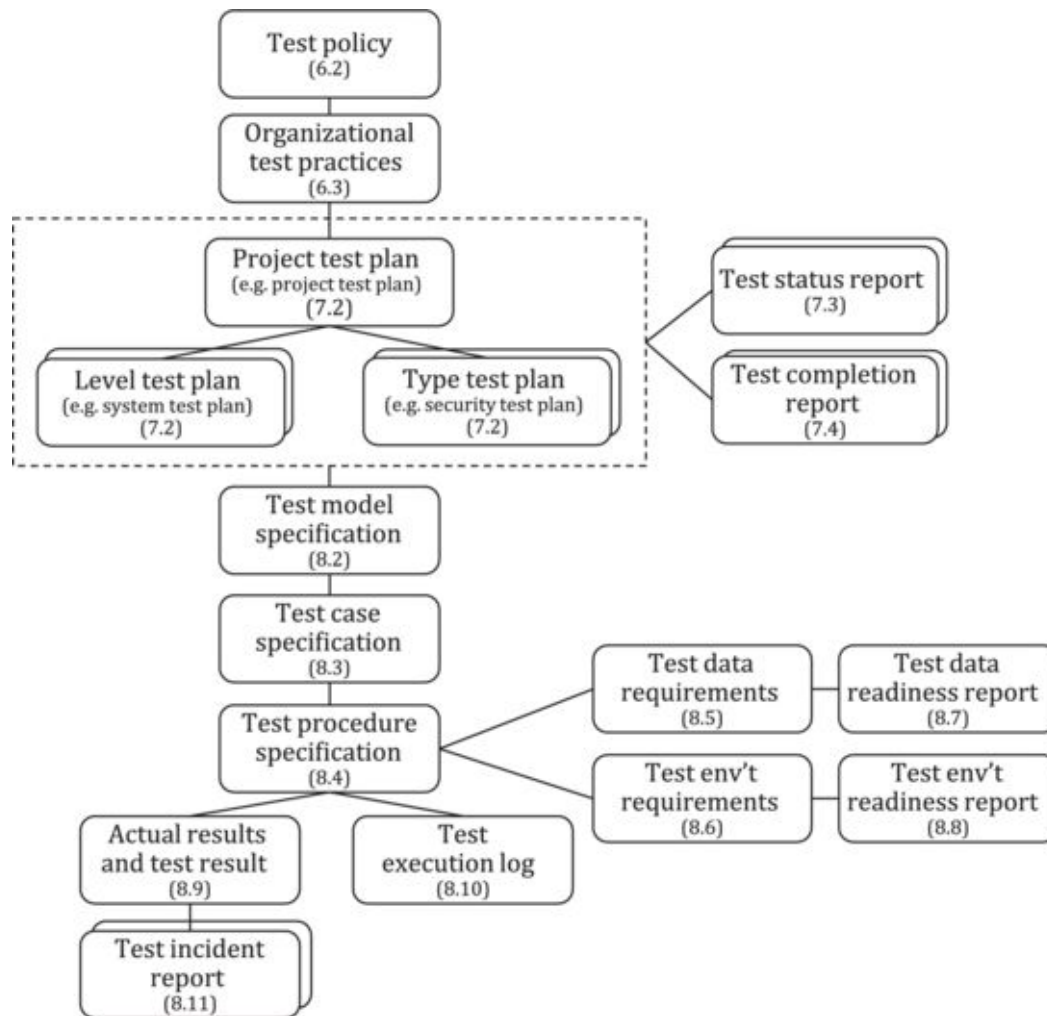 Test policy
(6.2)
Organizational
test practices
(6.3)
Project test plan
(e.g. project test plan)
(7.2)
Test status report
(7.3)
Level test plan
(e.g. system test plan)
(7.2)
Type test plan
(e.g. security test plan)
(7.2)
Test completion
report
(7.4)
Test model
specification
(8.2)
Test case
specification
(8.3)
Test data
requirements
(8.5)
Test data
readiness report
(8.7)
Test procedure
specification
(8.4)
Test env't
requirements
(8.6)
Test env't
readiness report
(8.8)
Actual results
and test result
(8.9)
Test
execution log
(8.10)
Test incident
report
(8.11)